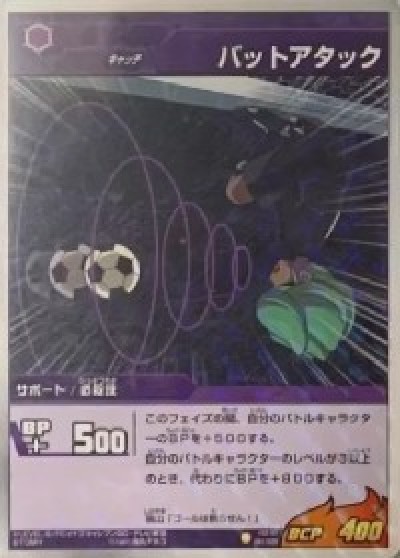 キャッチ
バットアタック
サポート / 必殺技
BP
+
500
このフェイズの間、自分のバトルキャラクタ
ーのBPを+500する。
自分のバトルキャラクターのレベルが3以上
のとき、代わりにBPを+800する。
「ゴールは割らせん!」
BCP 400